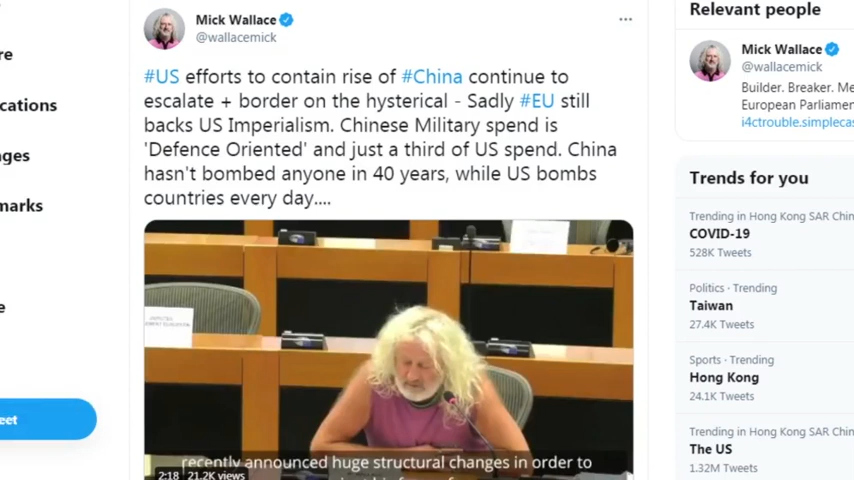 Mick Wallace
@wallacemick
#US efforts to contain rise of #China continue to
escalate + border on the hysterical - Sadly #EU still
backs US Imperialism. Chinese Military spend is
'Defence Oriented' and just a third of US spend. China
hasn't bombed anyone in 40 years, while US bombs
countries every day....
recently announced huge structural changes in order to
2:18 21.2K views
re
cations
ges
marks
e
eet
Relevant people
Mick Wallace
@wallacemick
Builder. Breaker. Me
European Parliamen
i4ctrouble.simplecas
Trends for you
Trending in Hong Kong SAR Chin
COVID-19
528K Tweets
Politics · Trending
Taiwan
27.4K Tweets
Sports · Trending
Hong Kong
24.1K Tweets
Trending in Hong Kong SAR Chin
The US
1.32M Tweets